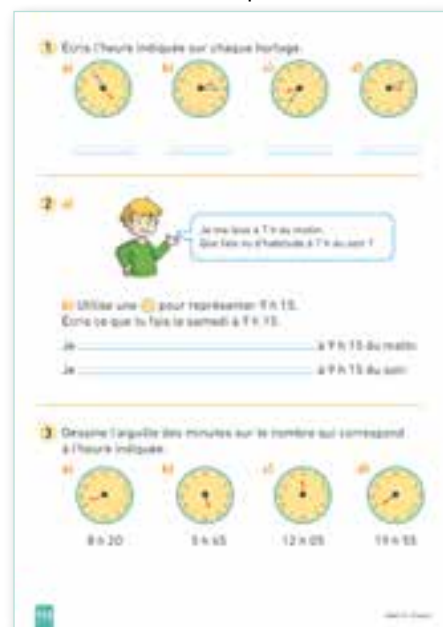 1 Écris l'heure indiquée sur chaque horloge.
a) b) c) d)
2 a)
Je me lève à 7 h du matin.
Que fais-tu d'habitude à 7 h du soir ?
b) Utilise une pour représenter 9 h 15.
Écris ce que tu fais le samedi à 9 h 15.
Je à 9 h 15 du matin
Je à 9 h 15 du soir
3 Dessine l'aiguille des minutes sur le nombre qui correspond
à l'heure indiquée.
a) b) c) d)
8 h 20 5 h 45 12 h 05 19 h 55